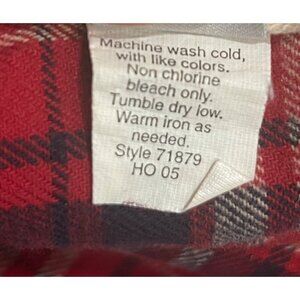 Machine wash cold,
with like colors.
Non chlorine
bleach only.
Tumble dry low.
Warm iron as
needed.
Style 71879
HO 05